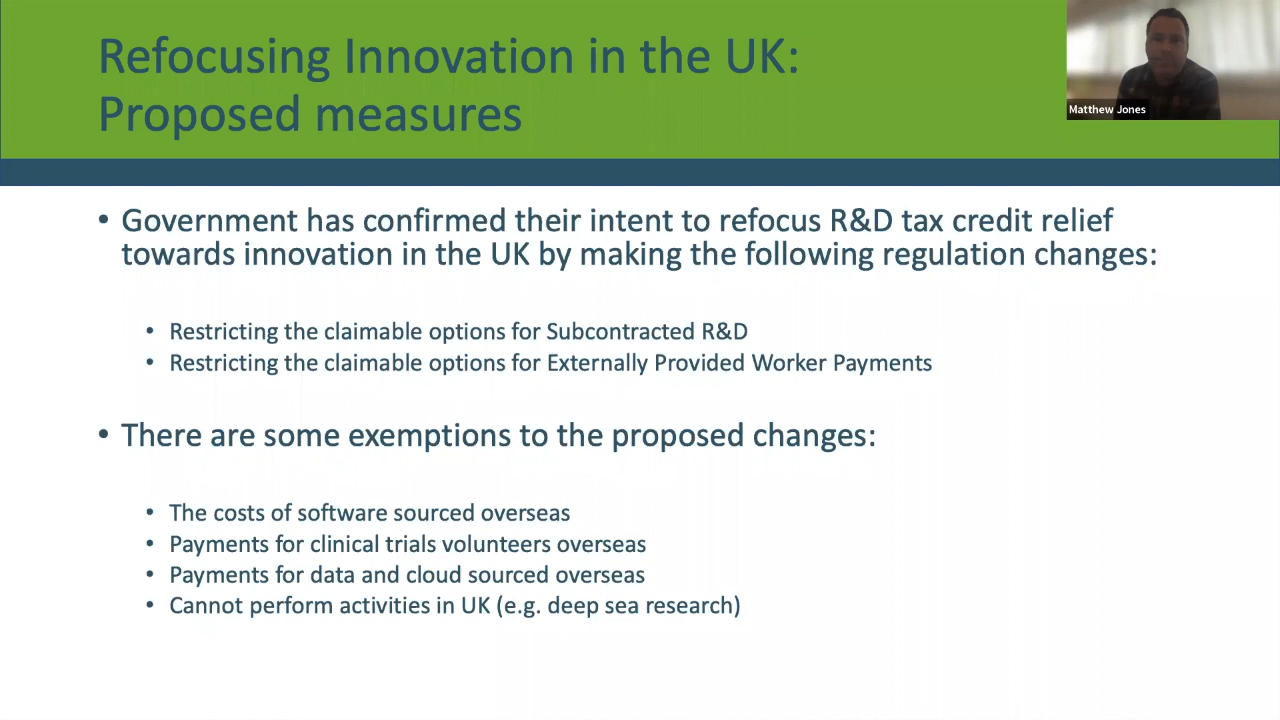 Refocusing Innovation in the UK:
Proposed measures
Matthew Jones
• Government has confirmed their intent to refocus R&D tax credit relief
towards innovation in the UK by making the following regulation changes:
• Restricting the claimable options for Subcontracted R&D
• Restricting the claimable options for Externally Provided Worker Payments
• There are some exemptions to the proposed changes:
• The costs of software sourced overseas
• Payments for clinical trials volunteers overseas
• Payments for data and cloud sourced overseas
• Cannot perform activities in UK (e.g. deep sea research)